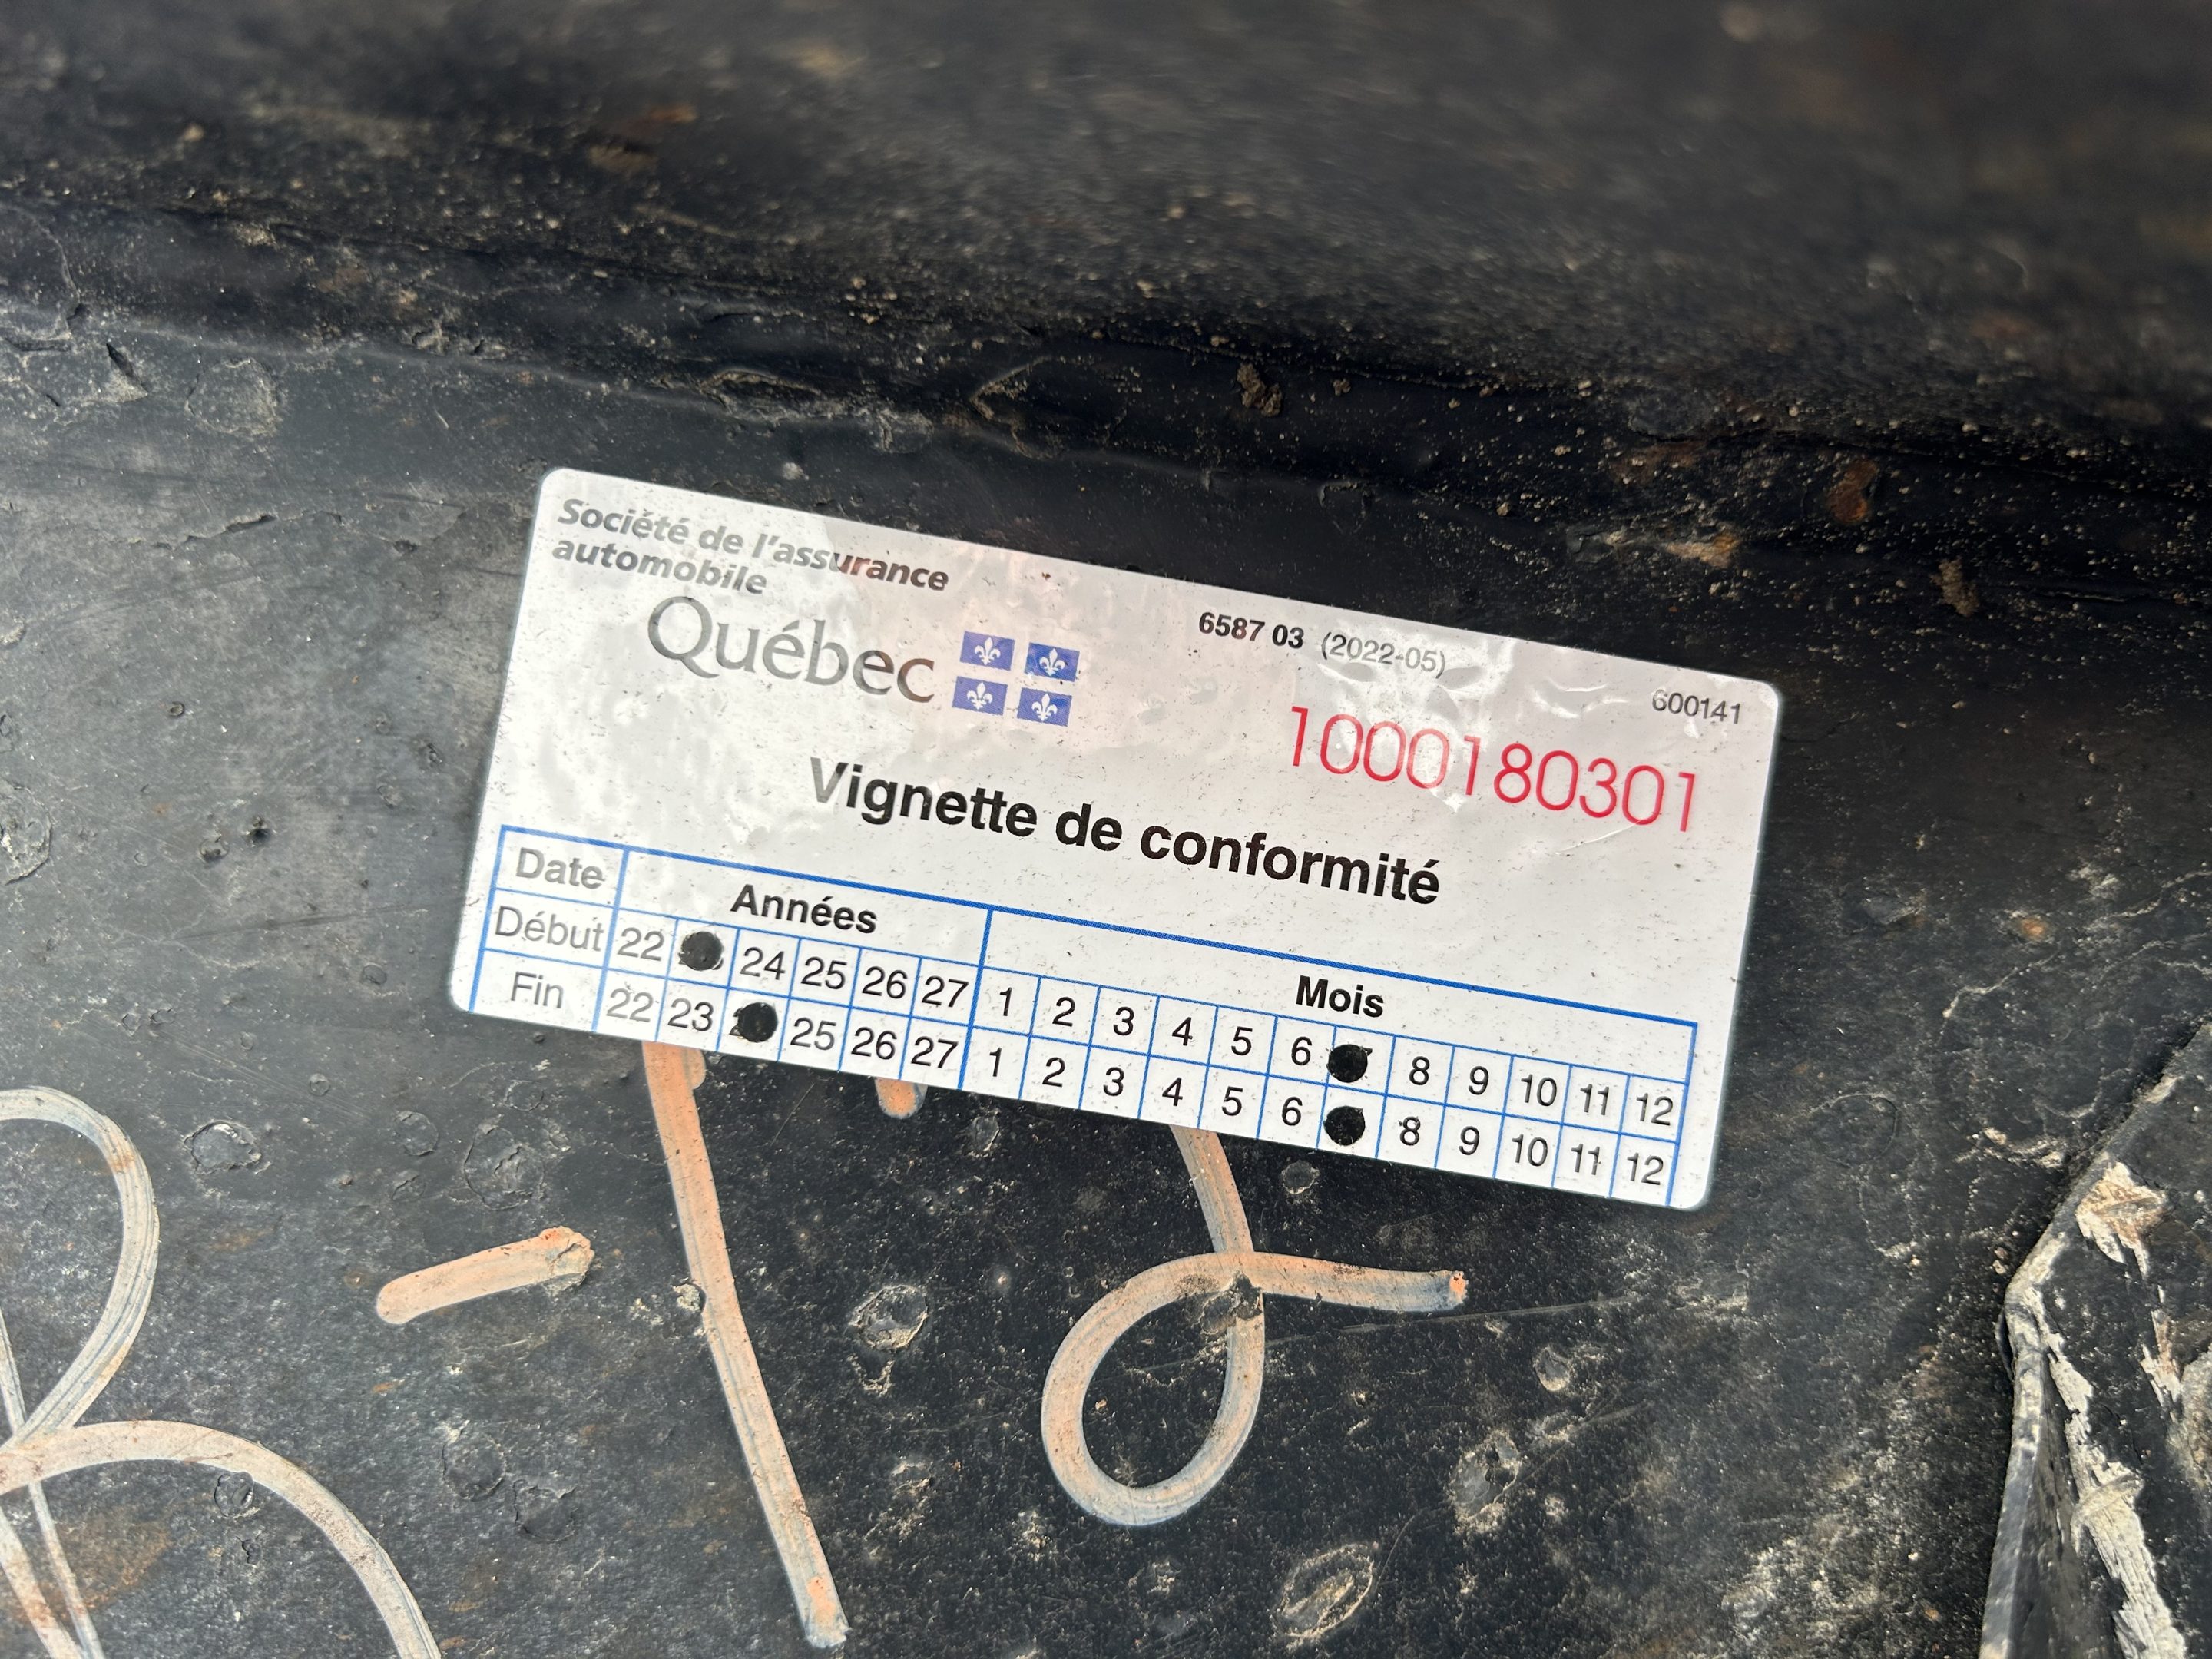 Société de l'assurance
automobile
Québec
6587 03 (2022-05)
600141
1000180301
Vignette de conformité
Date Années Mois
Début 22 24 25 26 27 1 2 3 4 5 6 8 9 10 11 12
Fin 22 23 25 26 27 1 2 3 4 5 6 8 9 10 11 12